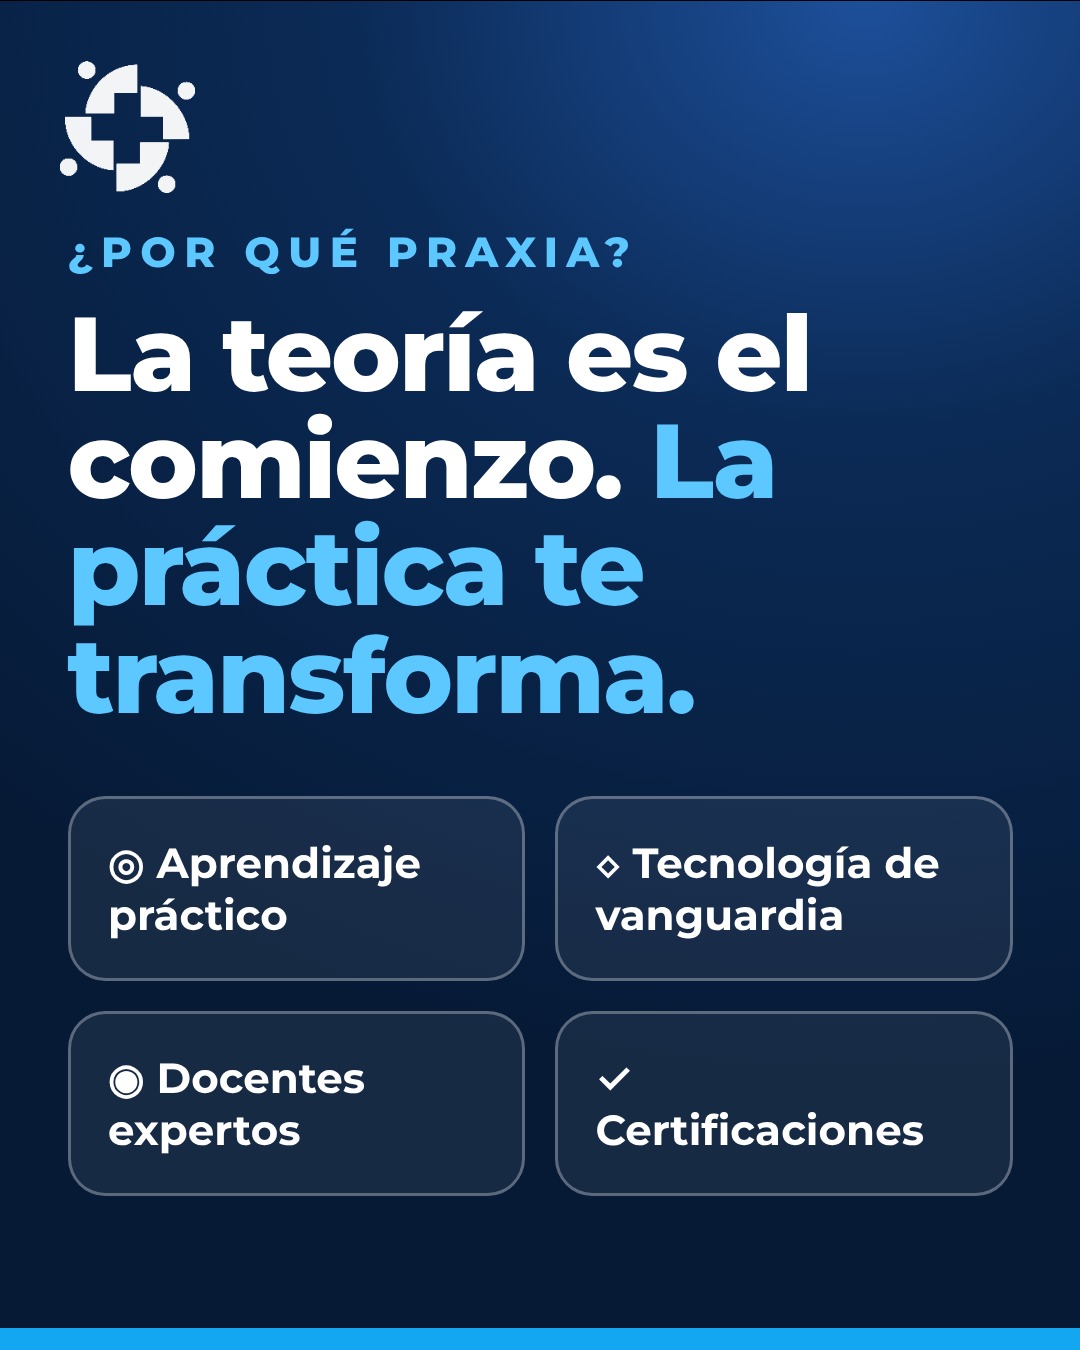 ¿POR QUÉ PRAXIA?
La teoría es el
comienzo. La
práctica te
transforma.
◎ Aprendizaje
práctico
⋄ Tecnología de
vanguardia
◉ Docentes
expertos
✓
Certificaciones